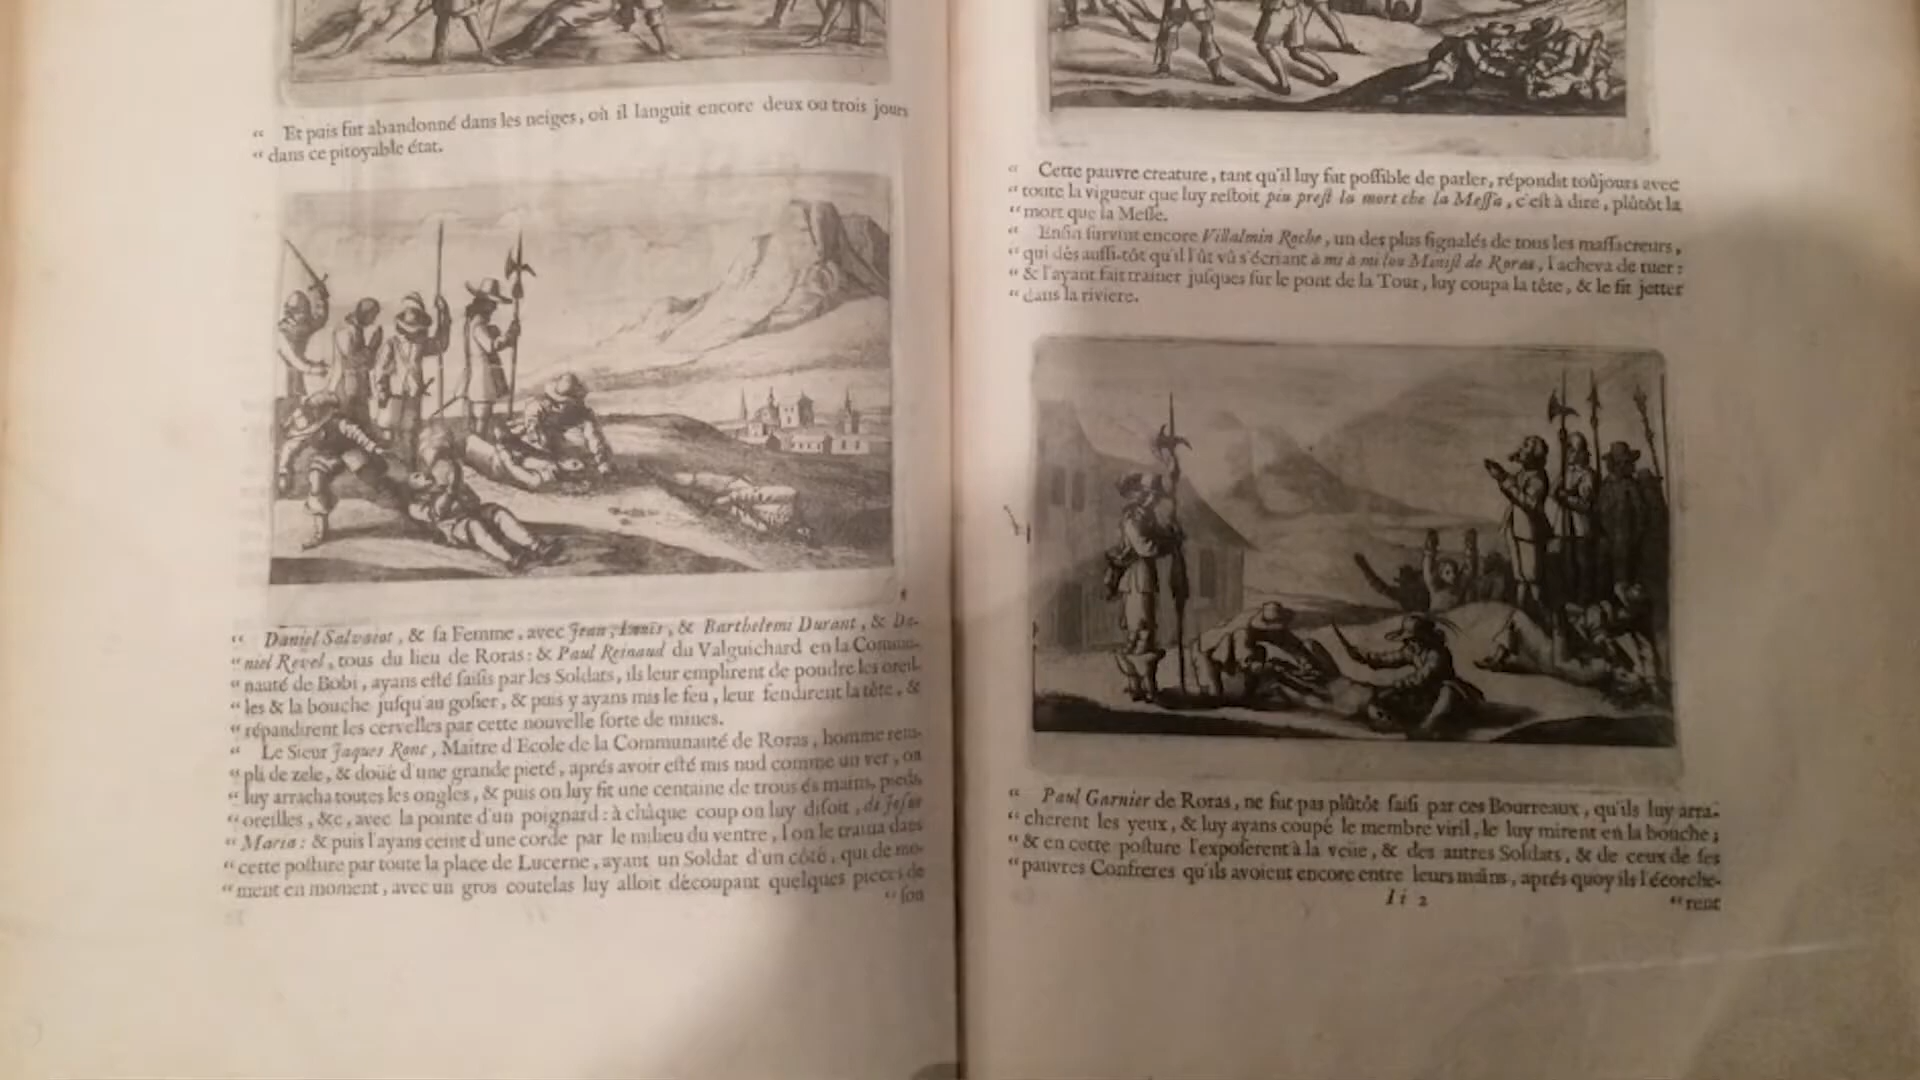 “ Et puis fut abandonné dans les neiges, où il languit encore deux ou trois jours
“ dans ce pitoyable état.
“ Daniel Salvaiot, & sa Femme, avec Jean, Louïs, & Barthelemi Durant, & Da-
“ niel Revel, tous du lieu de Roras: & Paul Reinaud du Valguichard en la Commu-
“ nauté de Bobi, ayans esté saisis par les Soldats, ils leur emplirent de poudre les oreil-
“ les & la bouche jusqu'au gosier, & puis y ayans mis le feu, leur fendirent la tête, &
“ répandirent les cervelles par cette nouvelle sorte de mines.
“ Le Sieur Jaques Ronc, Maitre d'Ecole de la Communauté de Roras, homme rem-
“ pli de zele, & doüé d'une grande pieté, aprés avoir esté mis nud comme un ver, on
“ luy arracha toutes les ongles, & puis on luy fit une centaine de trous és mains, pieds,
“ oreilles, &c, avec la pointe d'un poignard: à châque coup on luy disoit, di Jesus
“ Maria: & puis l'ayans ceint d'une corde par le milieu du ventre, l'on le traina dans
“ cette posture par toute la place de Lucerne, ayant un Soldat d'un côté, qui de mo-
“ ment en moment, avec un gros coutelas luy alloit découpant quelques pieces de
“ son
“ Cette pauvre creature, tant qu'il luy fut possible de parler, répondit toûjours avec
“ toute la vigueur que luy restoit piu prest la mort che la Messa, c'est à dire, plûtôt la
“ mort que la Messe.
“ Enfin survint encore Villalmin Roche, un des plus signalés de tous les massacreurs,
“ qui dès aussi-tôt qu'il l'ût vû s'écriant à mi à mi lou Minist de Roras, l'acheva de tuer:
“ & l'ayant fait trainer jusques sur le pont de la Tour, luy coupa la tête, & le fit jetter
“ dans la riviere.
“ Paul Garnier de Roras, ne fut pas plûtôt saisi par ces Bourreaux, qu'ils luy arra-
“ cherent les yeux, & luy ayans coupé le membre viril, le luy mirent en la bouche;
“ & en cette posture l'exposerent à la veüe, & des autres Soldats, & de ceux de ses
“ pauvres Confreres qu'ils avoient encore entre leurs mains, aprés quoy ils l'écorche-
Ii 2
“ rent